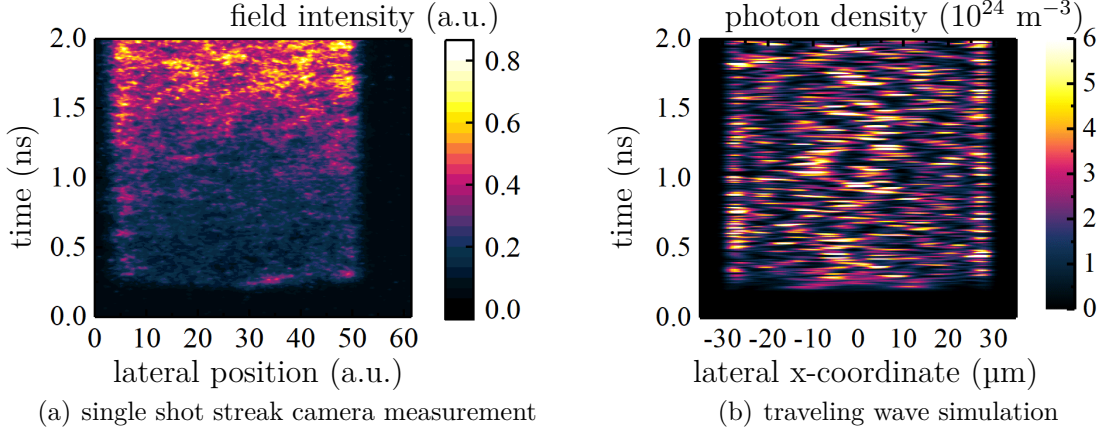 field intensity (a.u.)
2.0
1.5
1.0
0.5
0.0
time (ns)
0 10 20 30 40 50 60
lateral position (a.u.)
0.8
0.6
0.4
0.2
0.0
(a) single shot streak camera measurement
photon density (10²⁴ m⁻³)
2.0
1.5
1.0
0.5
0.0
time (ns)
-30 -20 -10 0 10 20 30
lateral x-coordinate (µm)
6
5
4
3
2
1
0
(b) traveling wave simulation